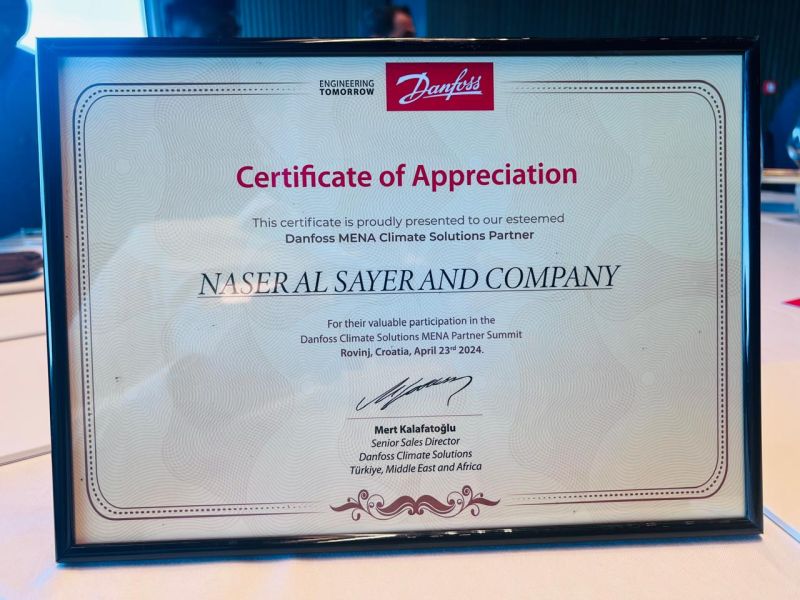 ENGINEERING
TOMORROW
Danfoss
Certificate of Appreciation
This certificate is proudly presented to our esteemed
Danfoss MENA Climate Solutions Partner
NASER AL SAYER AND COMPANY
For their valuable participation in the
Danfoss Climate Solutions MENA Partner Summit
Rovinj, Croatia, April 23rd 2024.
Mert Kalafatoğlu
Senior Sales Director
Danfoss Climate Solutions
Türkiye, Middle East and Africa